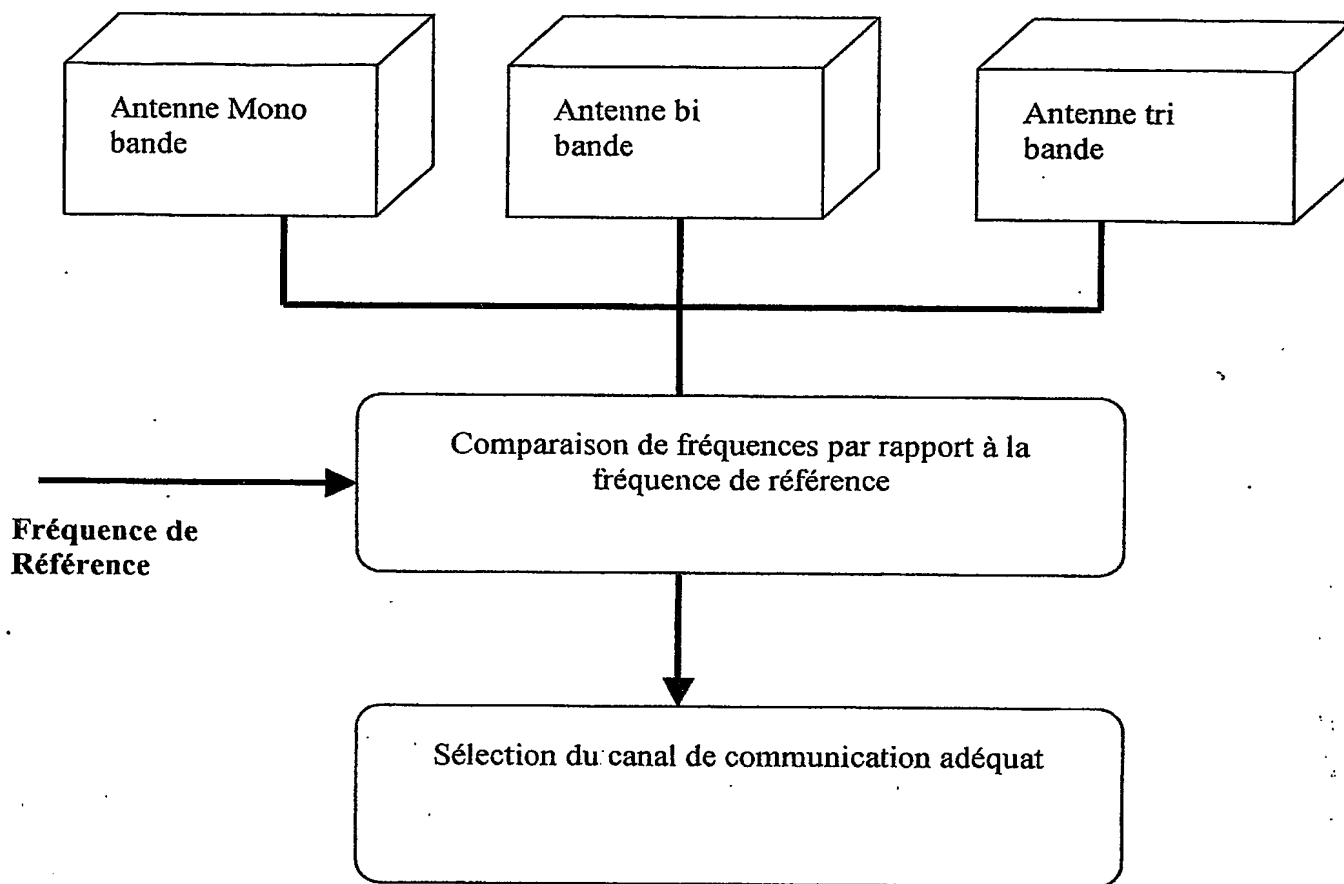 Antenne Mono
bande
Antenne bi
bande
Antenne tri
bande
Comparaison de fréquences par rapport à la
fréquence de référence
Fréquence de
Référence
Sélection du canal de communication adéquat